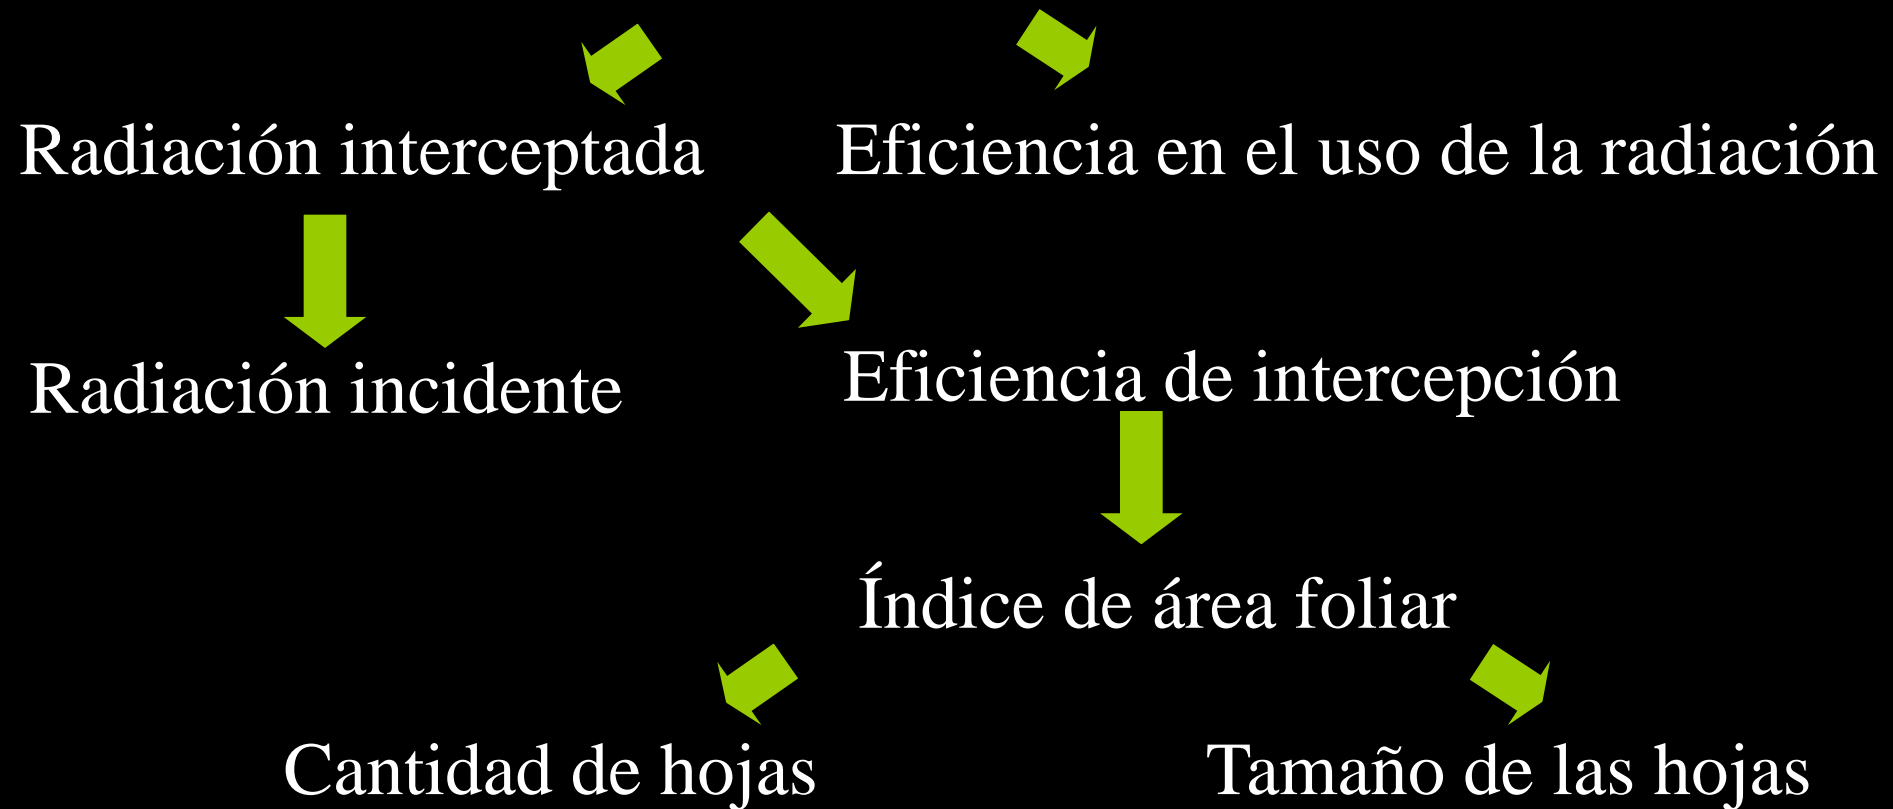 Radiación interceptada
Eficiencia en el uso de la radiación
Radiación incidente
Eficiencia de intercepción
Índice de área foliar
Cantidad de hojas
Tamaño de las hojas